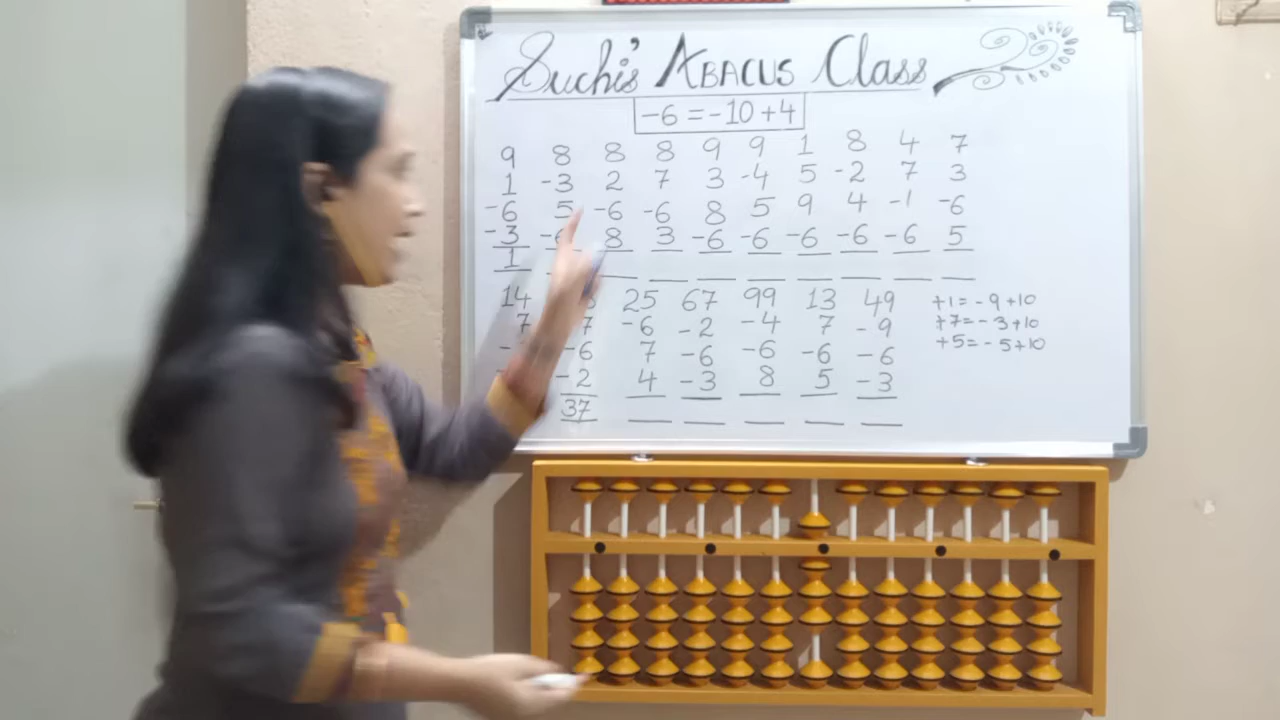 Suchi's ABACUS Class
-6 = -10 + 4
9 8 8 8 9 9 1 8 4 7
1 -3 2 7 3 -4 5 -2 7 3
-6 5 -6 -6 8 5 9 4 -1 -6
-3 -6 8 3 -6 -6 -6 -6 -6 5
1
14 25 67 99 13 49 +1 = -9 +10
7 7 -6 -2 -4 7 -9 +7 = -3 +10
- -6 7 -6 -6 -6 -6 +5 = -5 +10
-2 4 -3 8 5 -3
37